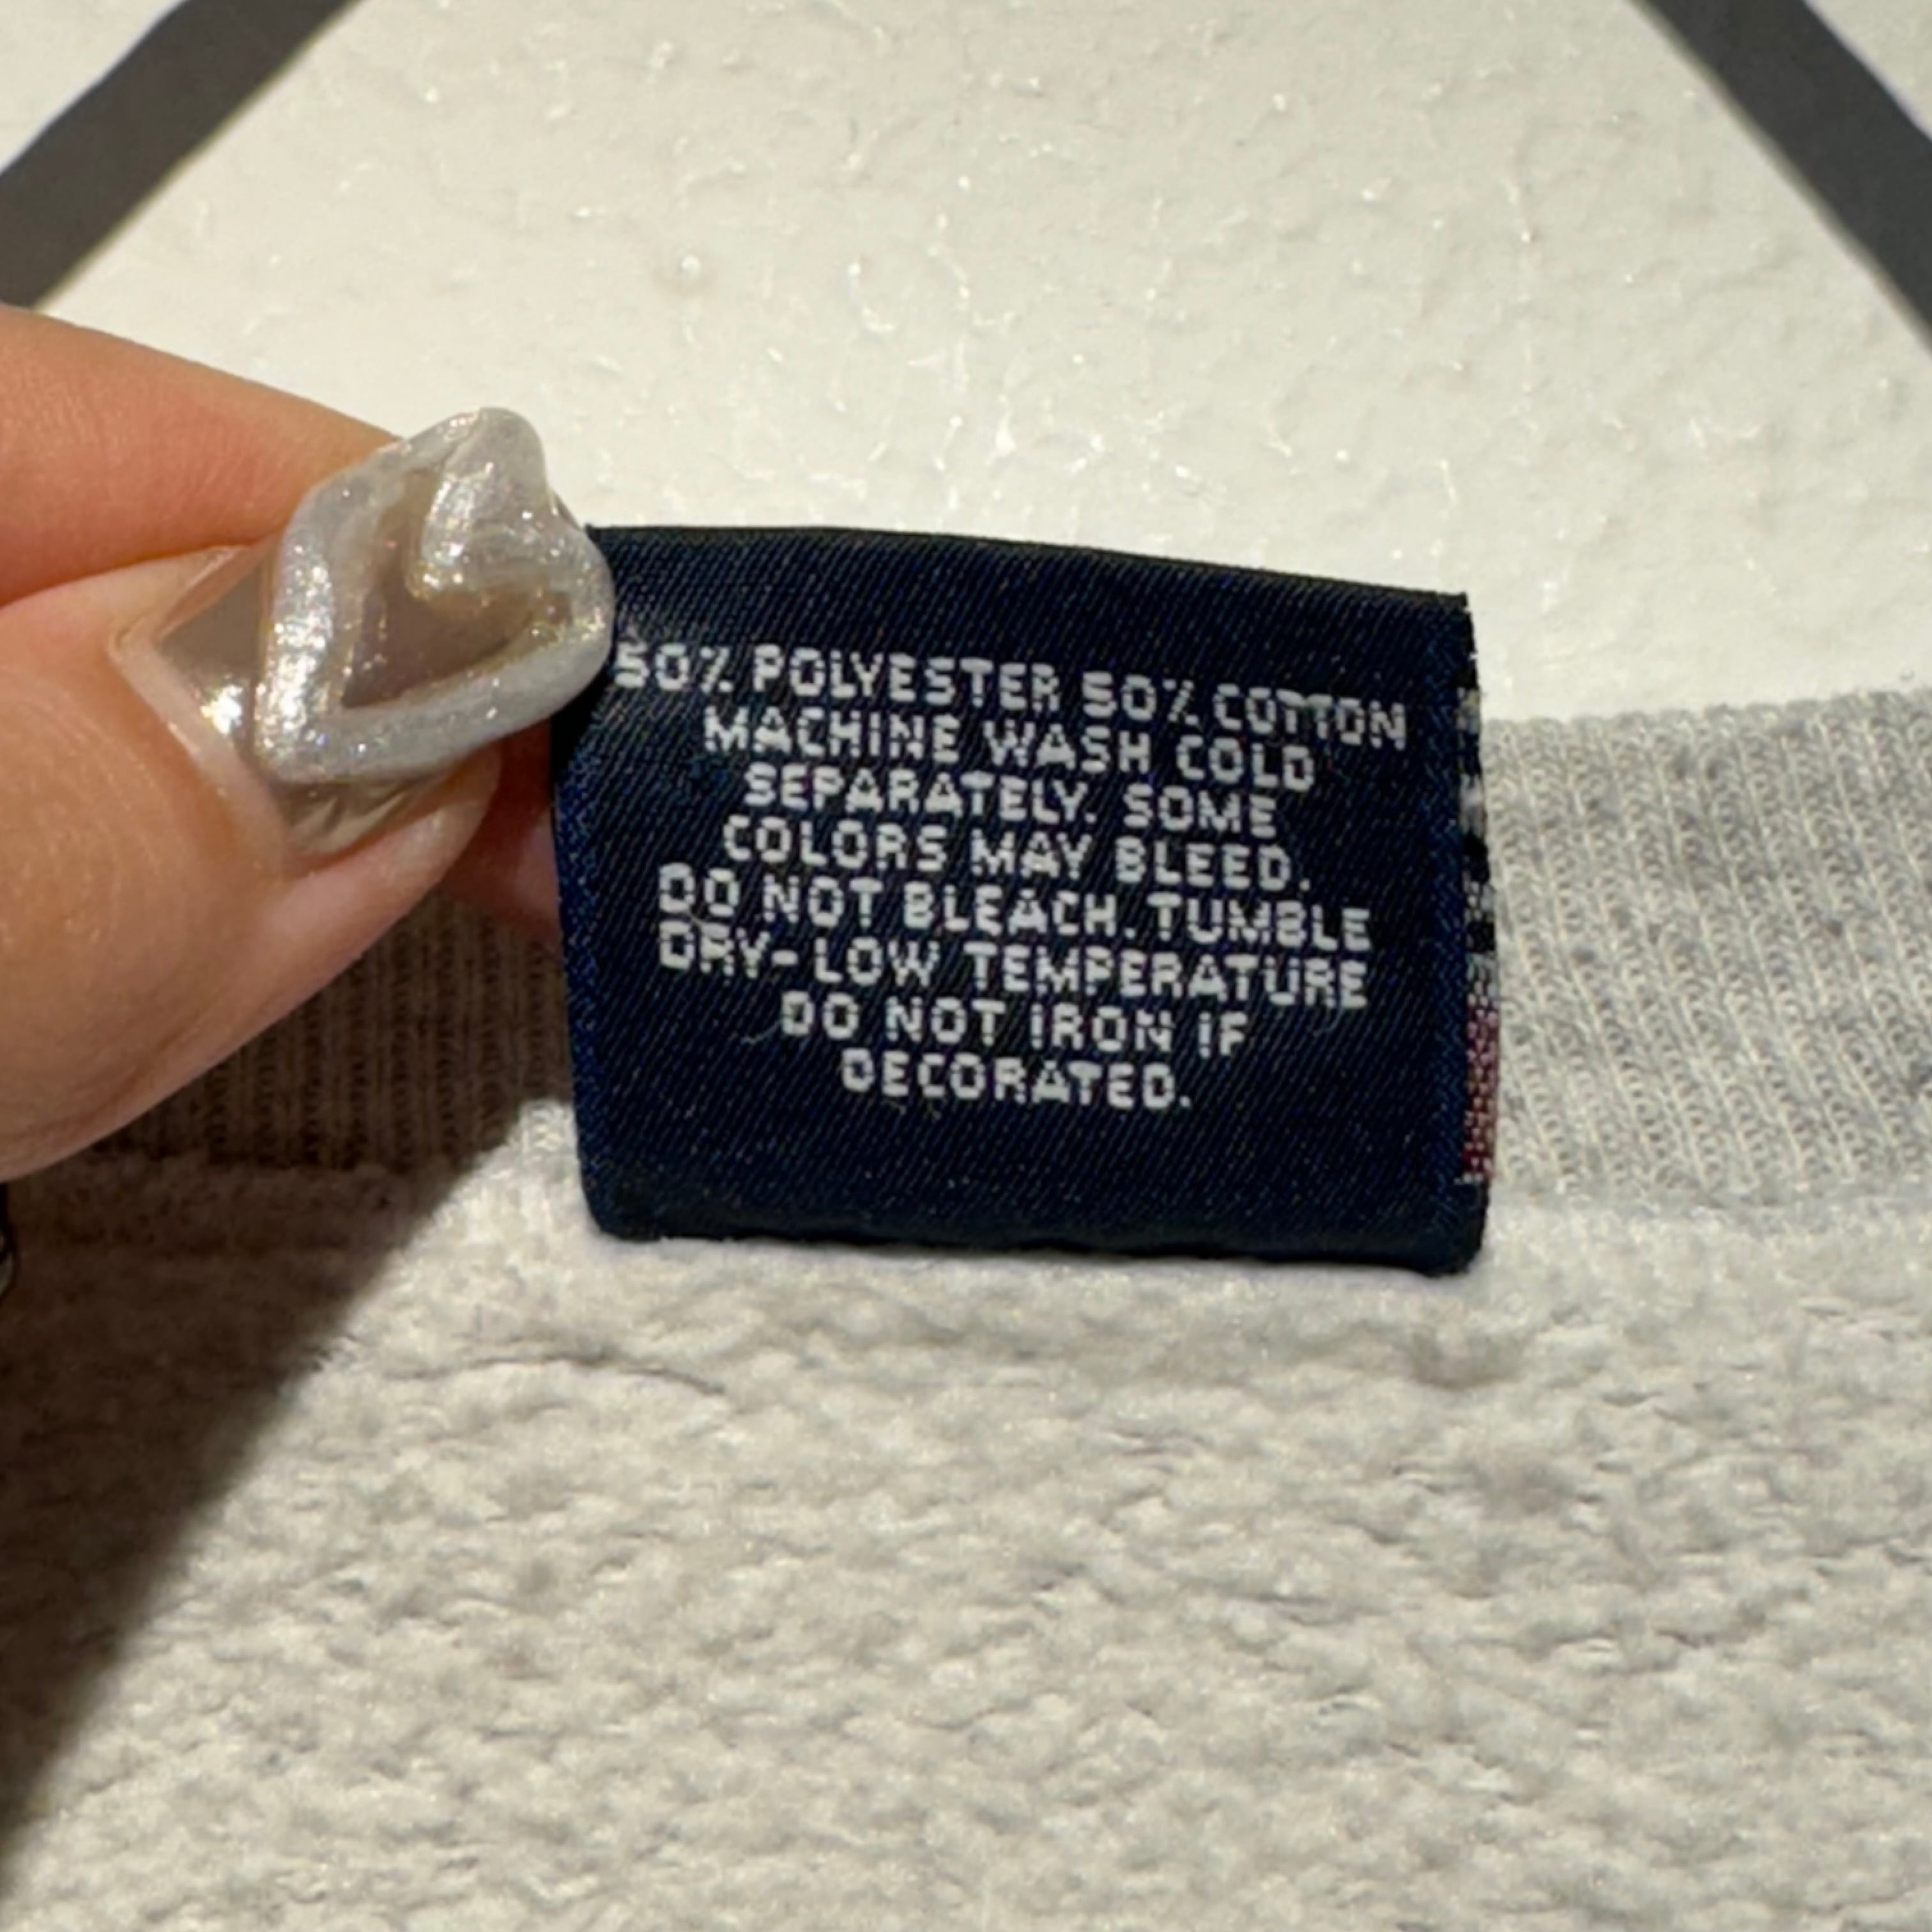 50% POLYESTER 50% COTTON
MACHINE WASH COLD
SEPARATELY. SOME
COLORS MAY BLEED.
DO NOT BLEACH. TUMBLE
DRY-LOW TEMPERATURE
DO NOT IRON IF
DECORATED.